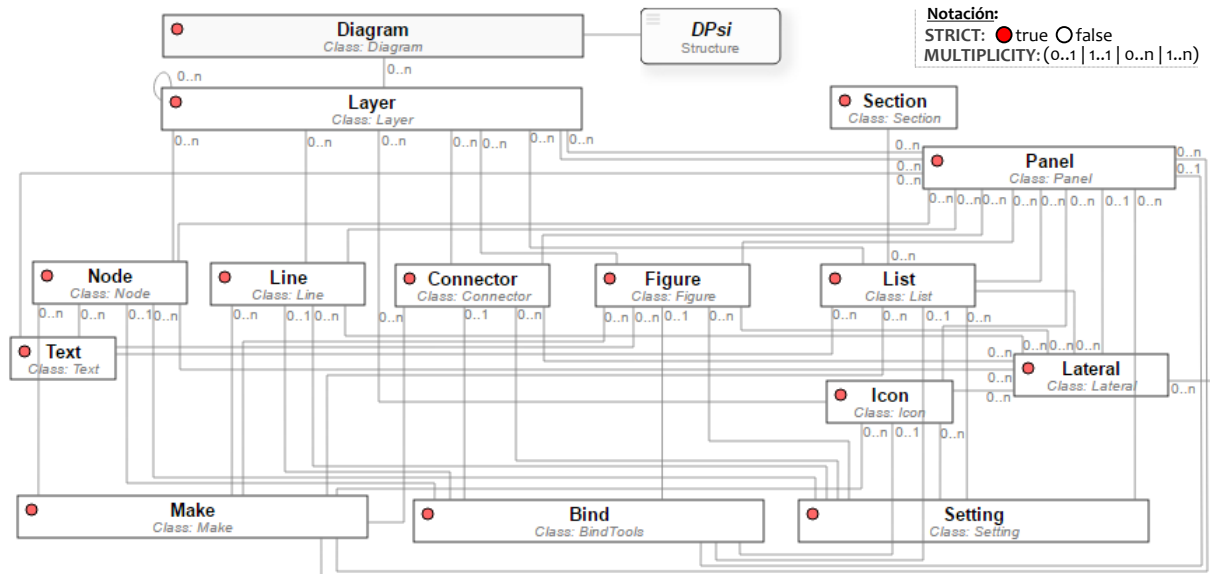 Diagram
Class: Diagram
DPsi
Structure
Notación:
STRICT: true false
MULTIPLICITY: (0..1 | 1..1 | 0..n | 1..n)
0..n
0..n
Layer
Class: Layer
Section
Class: Section
0..n 0..n 0..n 0..n 0..n 0..n 0..n
0..n
0..n
0..n
Panel
Class: Panel
0..n
0..1
0..n 0..n 0..n 0..n 0..n 0..n 0..1 0..n
0..n
Node
Class: Node
Line
Class: Line
Connector
Class: Connector
Figure
Class: Figure
List
Class: List
0..n 0..n 0..1 0..n
0..n 0..1 0..n
0..n 0..1 0..n
0..n 0..n 0..1 0..n
0..n 0..n 0..1 0..n
Text
Class: Text
0..n 0..n 0..n
0..n
0..n
0..n
Lateral
Class: Lateral
0..n
Icon
Class: Icon
0..n 0..1 0..n
Make
Class: Make
Bind
Class: BindTools
Setting
Class: Setting